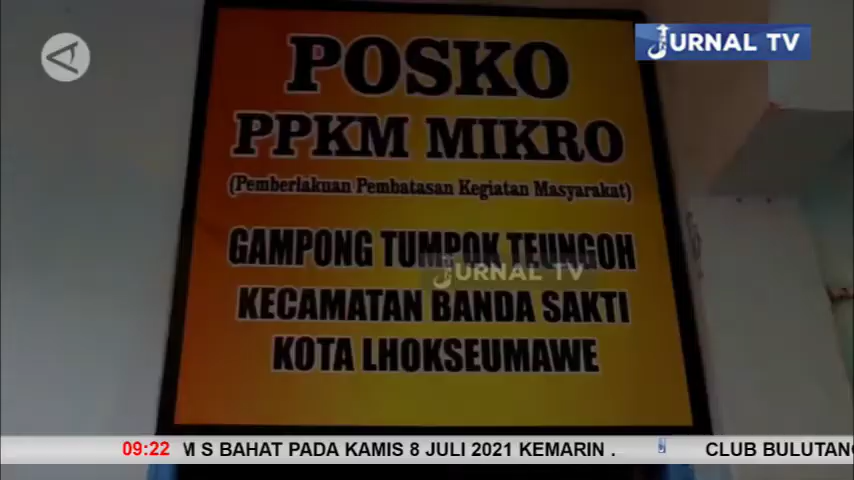 JURNAL TV
POSKO
PPKM MIKRO
(Pemberlakuan Pembatasan Kegiatan Masyarakat)
GAMPONG TUMPOK TEUNGOH
JURNAL TV
KECAMATAN BANDA SAKTI
KOTA LHOKSEUMAWE
09:22 M S BAHAT PADA KAMIS 8 JULI 2021 KEMARIN . CLUB BULUTANG